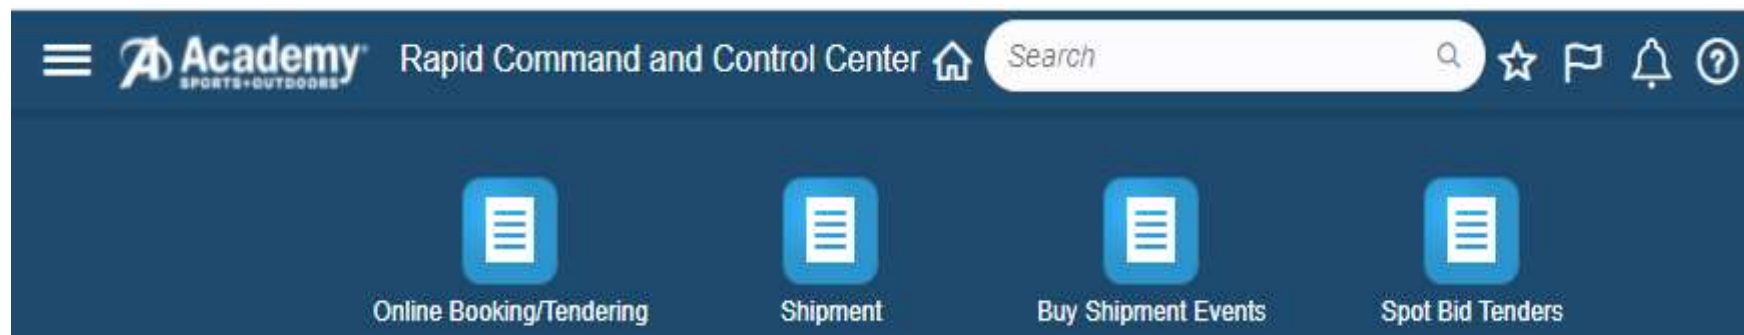 Academy
SPORTS+OUTDOORS
Rapid Command and Control Center
Search
Online Booking/Tendering
Shipment
Buy Shipment Events
Spot Bid Tenders